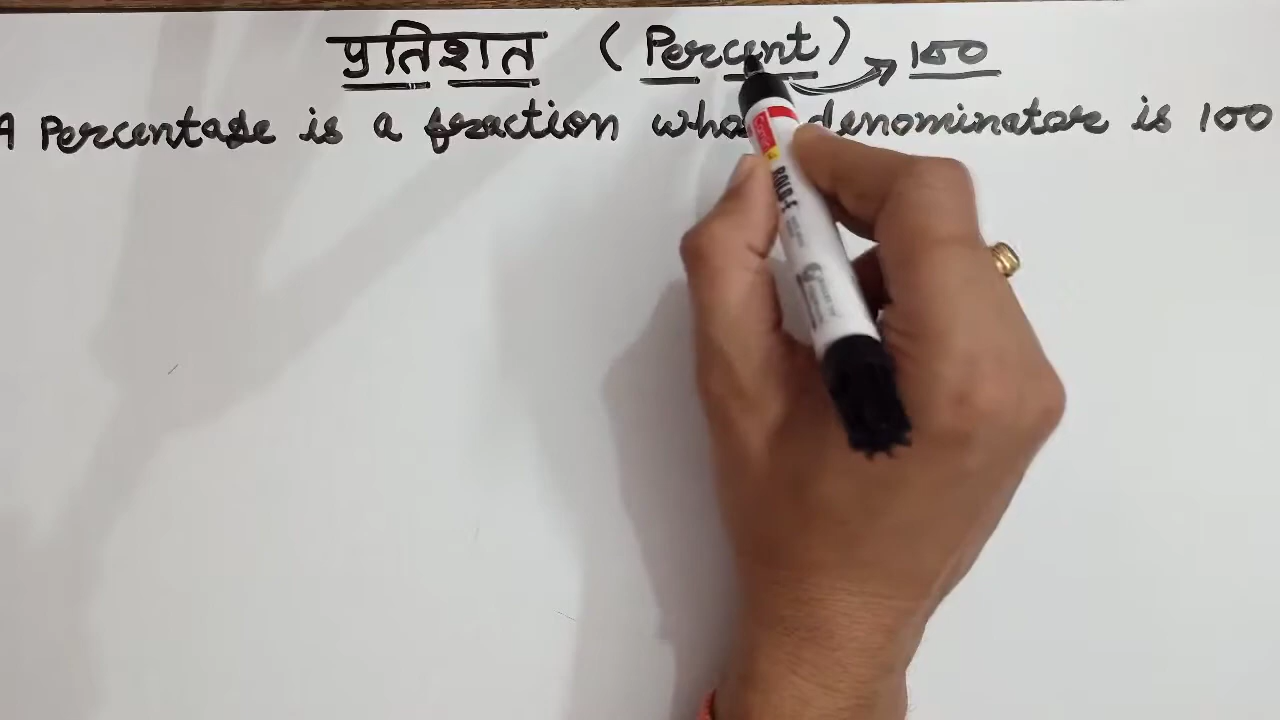 प्रतिशत (Percent) → 100
A Percentage is a fraction denominator is 100